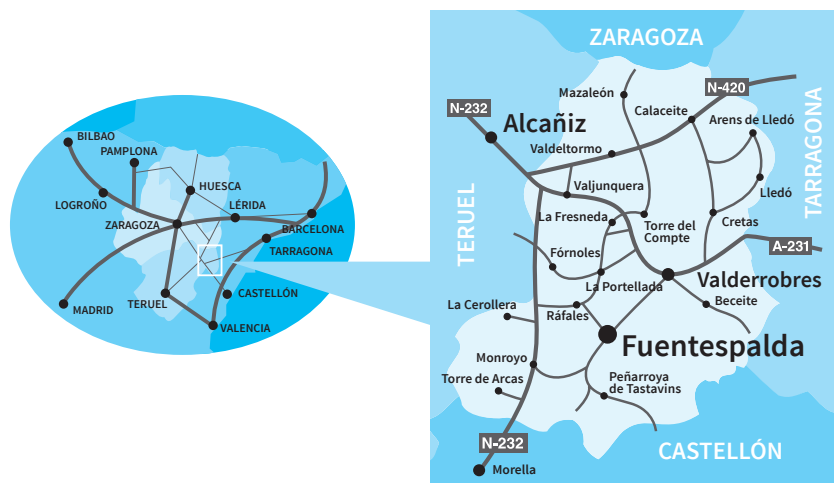 BILBAO
PAMPLONA
HUESCA
LOGROÑO
LÉRIDA
ZARAGOZA
BARCELONA
TARRAGONA
TERUEL
CASTELLÓN
MADRID
VALENCIA
ZARAGOZA
Mazaleón
N-420
N-232
Calaceite
Alcañiz
Arens de Lledó
Valdeltormo
TARRAGONA
Valjunquera
Lledó
TERUEL
La Fresneda
Torre del
Compte
Cretas
A-231
Fórnoles
La Portellada
Valderrobres
La Cerollera
Ráfales
Beceite
Fuentespalda
Monroyo
Torre de Arcas
Peñarroya
de Tastavins
N-232
CASTELLÓN
Morella